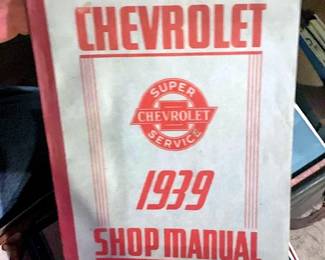 CHEVROLET
SUPER
CHEVROLET
SERVICE
1939
SHOP MANUAL